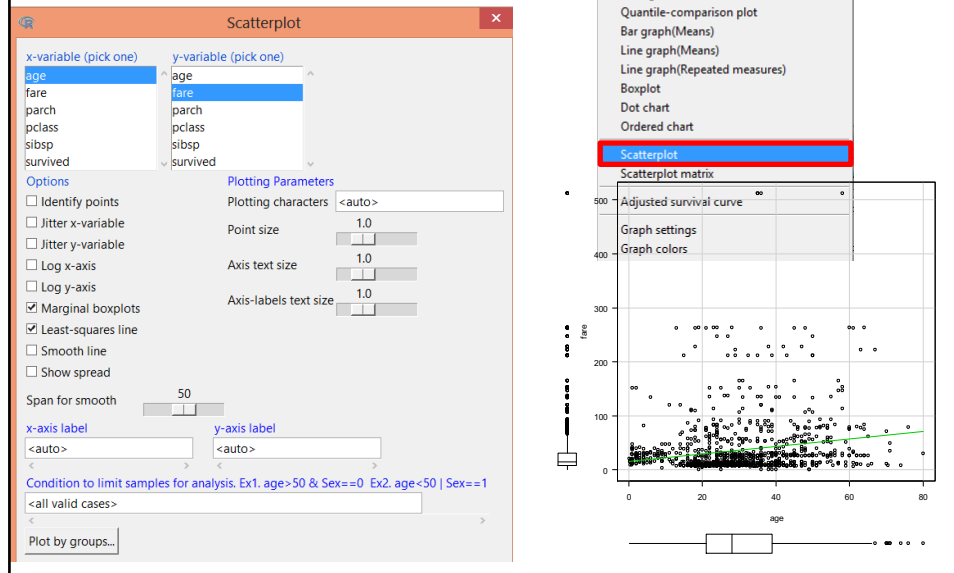 Scatterplot
x-variable (pick one) y-variable (pick one)
age age
fare fare
parch parch
pclass pclass
sibsp sibsp
survived survived
Options Plotting Parameters
Identify points Plotting characters <auto>
Jitter x-variable Point size 1.0
Jitter y-variable
Log x-axis Axis text size 1.0
Log y-axis
Marginal boxplots Axis-labels text size 1.0
Least-squares line
Smooth line
Show spread
Span for smooth 50
x-axis label y-axis label
<auto> <auto>
Condition to limit samples for analysis. Ex1. age>50 & Sex==0 Ex2. age<50 | Sex==1
<all valid cases>
Plot by groups...
Quantile-comparison plot
Bar graph(Means)
Line graph(Means)
Line graph(Repeated measures)
Boxplot
Dot chart
Ordered chart
Scatterplot
Scatterplot matrix
Adjusted survival curve
Graph settings
Graph colors
500
400
300
200
100
0
fare
0 20 40 60 80
age